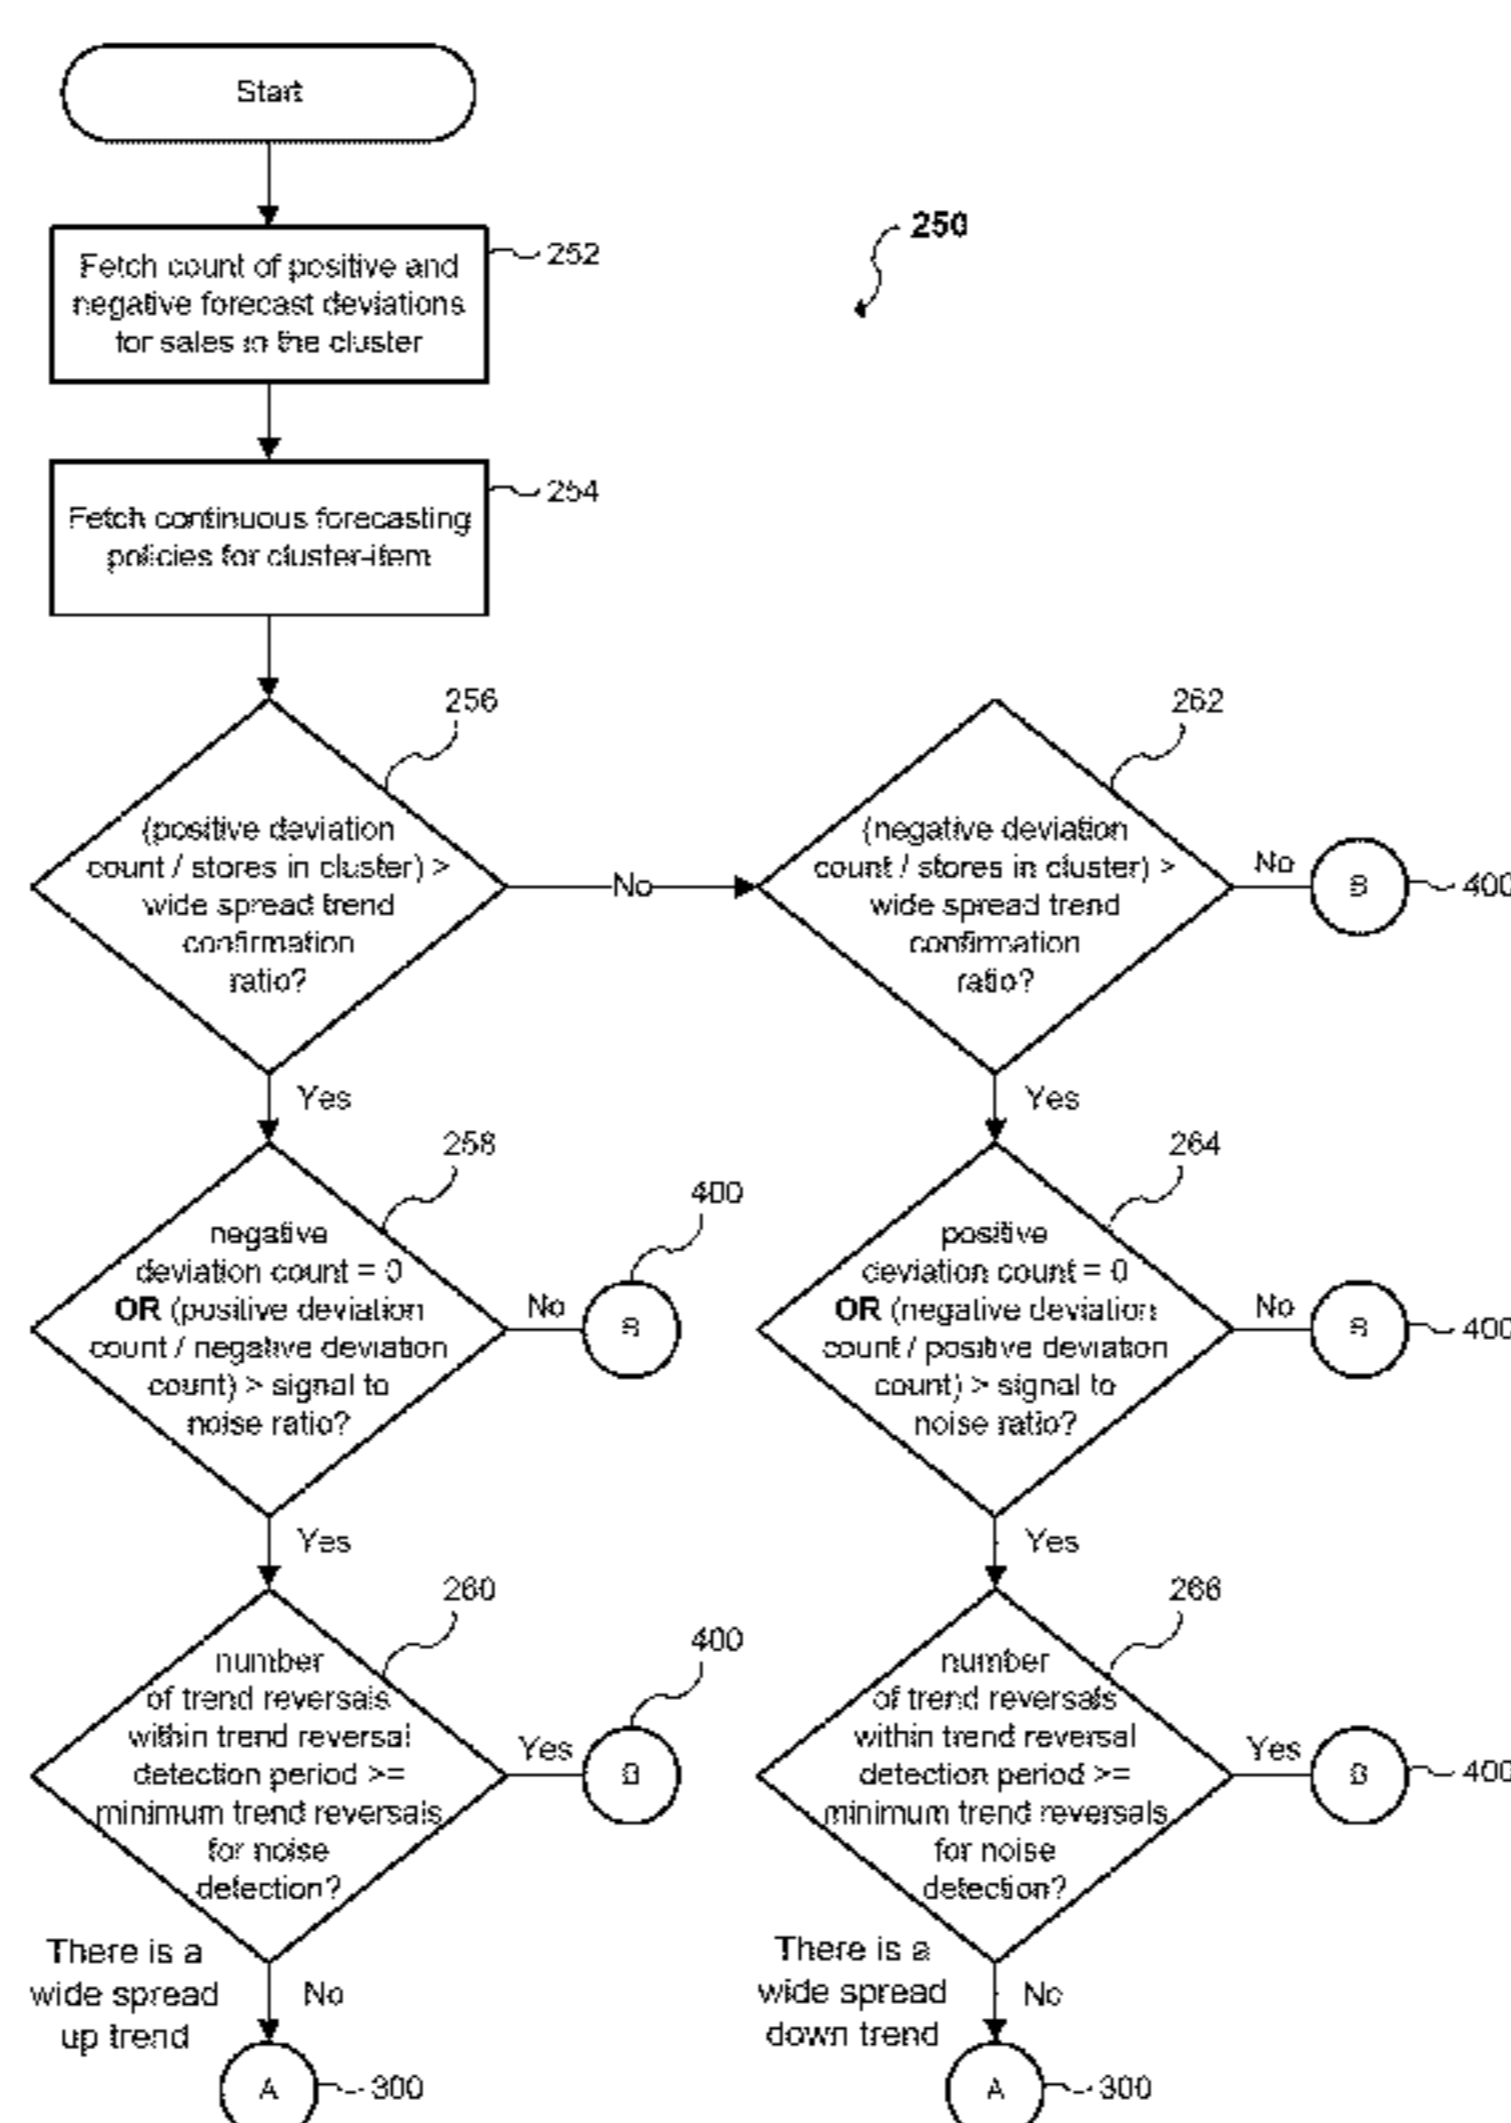 Start
250
Fetch count of positive and
negative forecast deviations
for sales in the cluster
252
Fetch continuous forecasting
policies for cluster-item
254
256
(positive deviation
count / stores in cluster) >
wide spread trend
confirmation
ratio?
No
262
(negative deviation
count / stores in cluster) >
wide spread trend
confirmation
ratio?
No
B
400
Yes
Yes
258
negative
deviation count = 0
OR (positive deviation
count / negative deviation
count) > signal to
noise ratio?
No
B
400
264
positive
deviation count = 0
OR (negative deviation
count / positive deviation
count) > signal to
noise ratio?
No
B
400
Yes
Yes
260
number
of trend reversals
within trend reversal
detection period >=
minimum trend reversals
for noise
detection?
Yes
B
400
266
number
of trend reversals
within trend reversal
detection period >=
minimum trend reversals
for noise
detection?
Yes
B
400
There is a
wide spread
up trend
No
A
300
There is a
wide spread
down trend
No
A
300